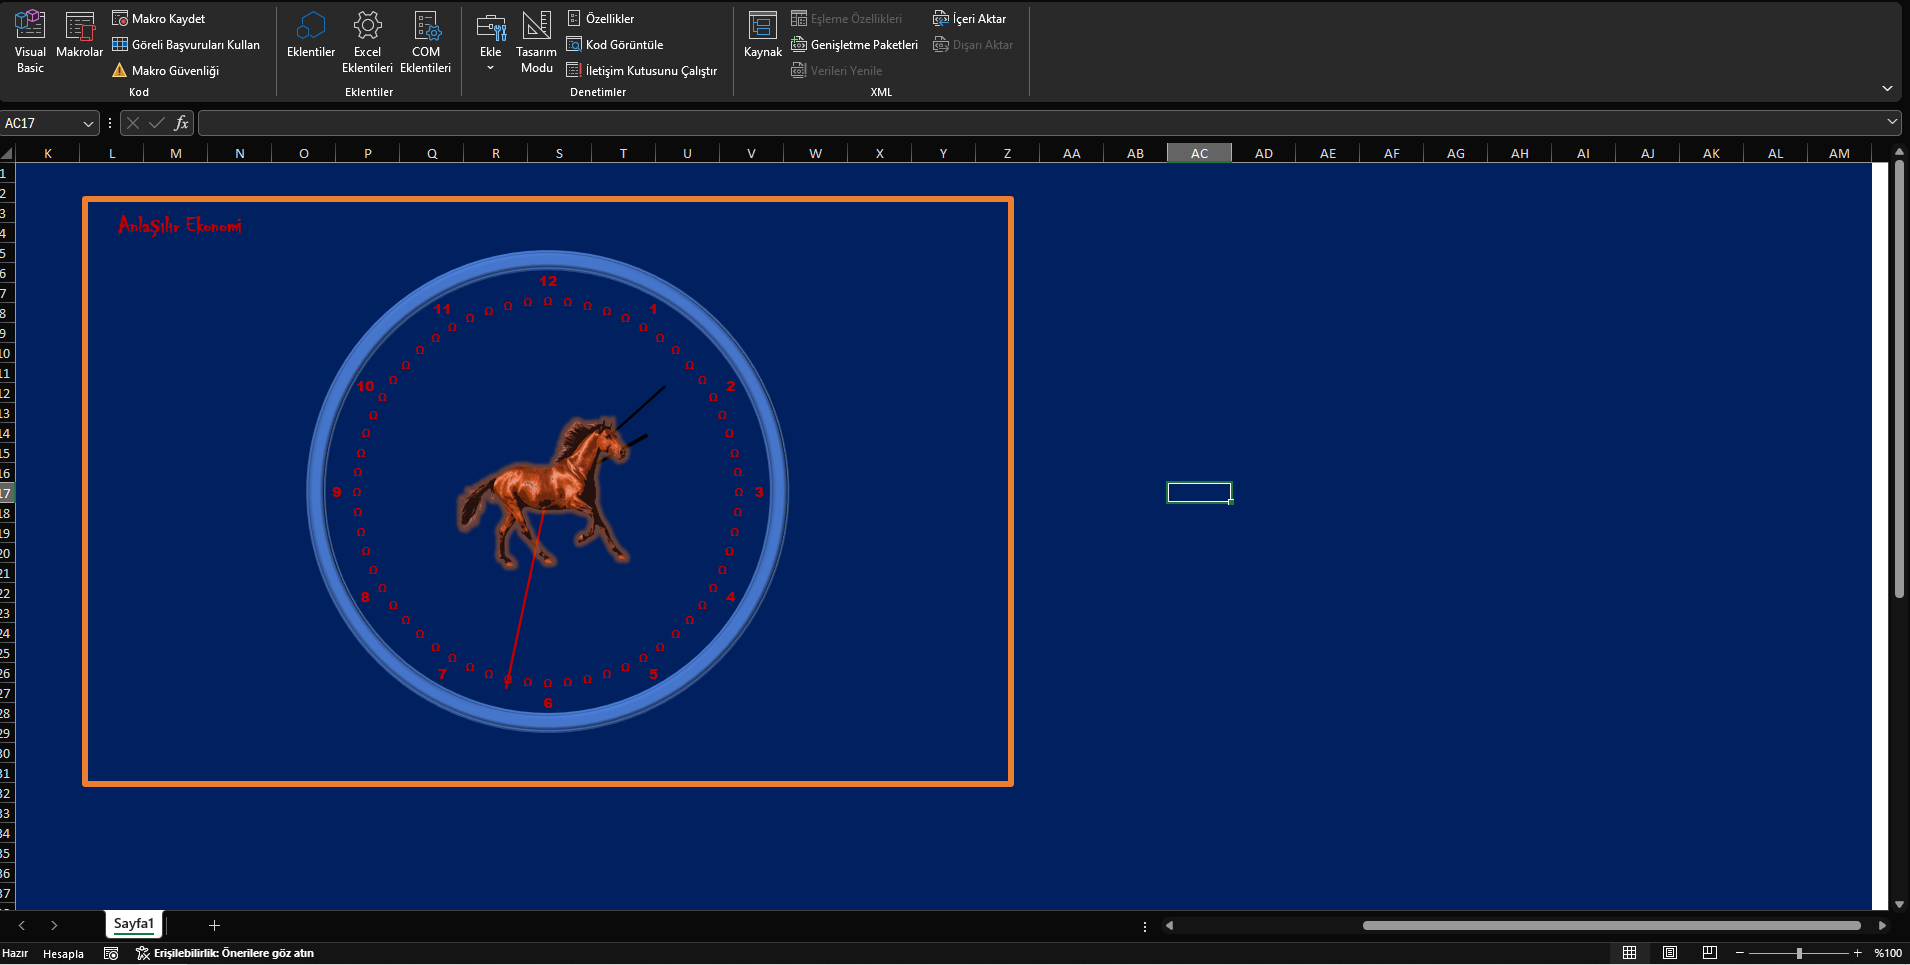 Visual Basic
Makrolar
Makro Kaydet
Göreli Başvuruları Kullan
Makro Güvenliği
Kod
Eklentiler
Excel Eklentileri
COM Eklentileri
Eklentiler
Ekle
Tasarım Modu
Özellikler
Kod Görüntüle
İletişim Kutusunu Çalıştır
Denetimler
Kaynak
Eşleme Özellikleri
Genişletme Paketleri
Verileri Yenile
İçeri Aktar
Dışarı Aktar
XML
AC17
fx
K L M N O P Q R S T U V W X Y Z AA AB AC AD AE AF AG AH AI AJ AK AL AM
1
2
3
4
5
6
7
8
9
10
11
12
13
14
15
16
17
18
19
20
21
22
23
24
25
26
27
28
29
30
31
32
33
34
35
36
37
Anlaşılır Ekonomi
12
1
2
3
4
5
6
7
8
9
10
11
Sayfa1
Hazır
Hesapla
Erişilebilirlik: Önerilere göz atın
%100